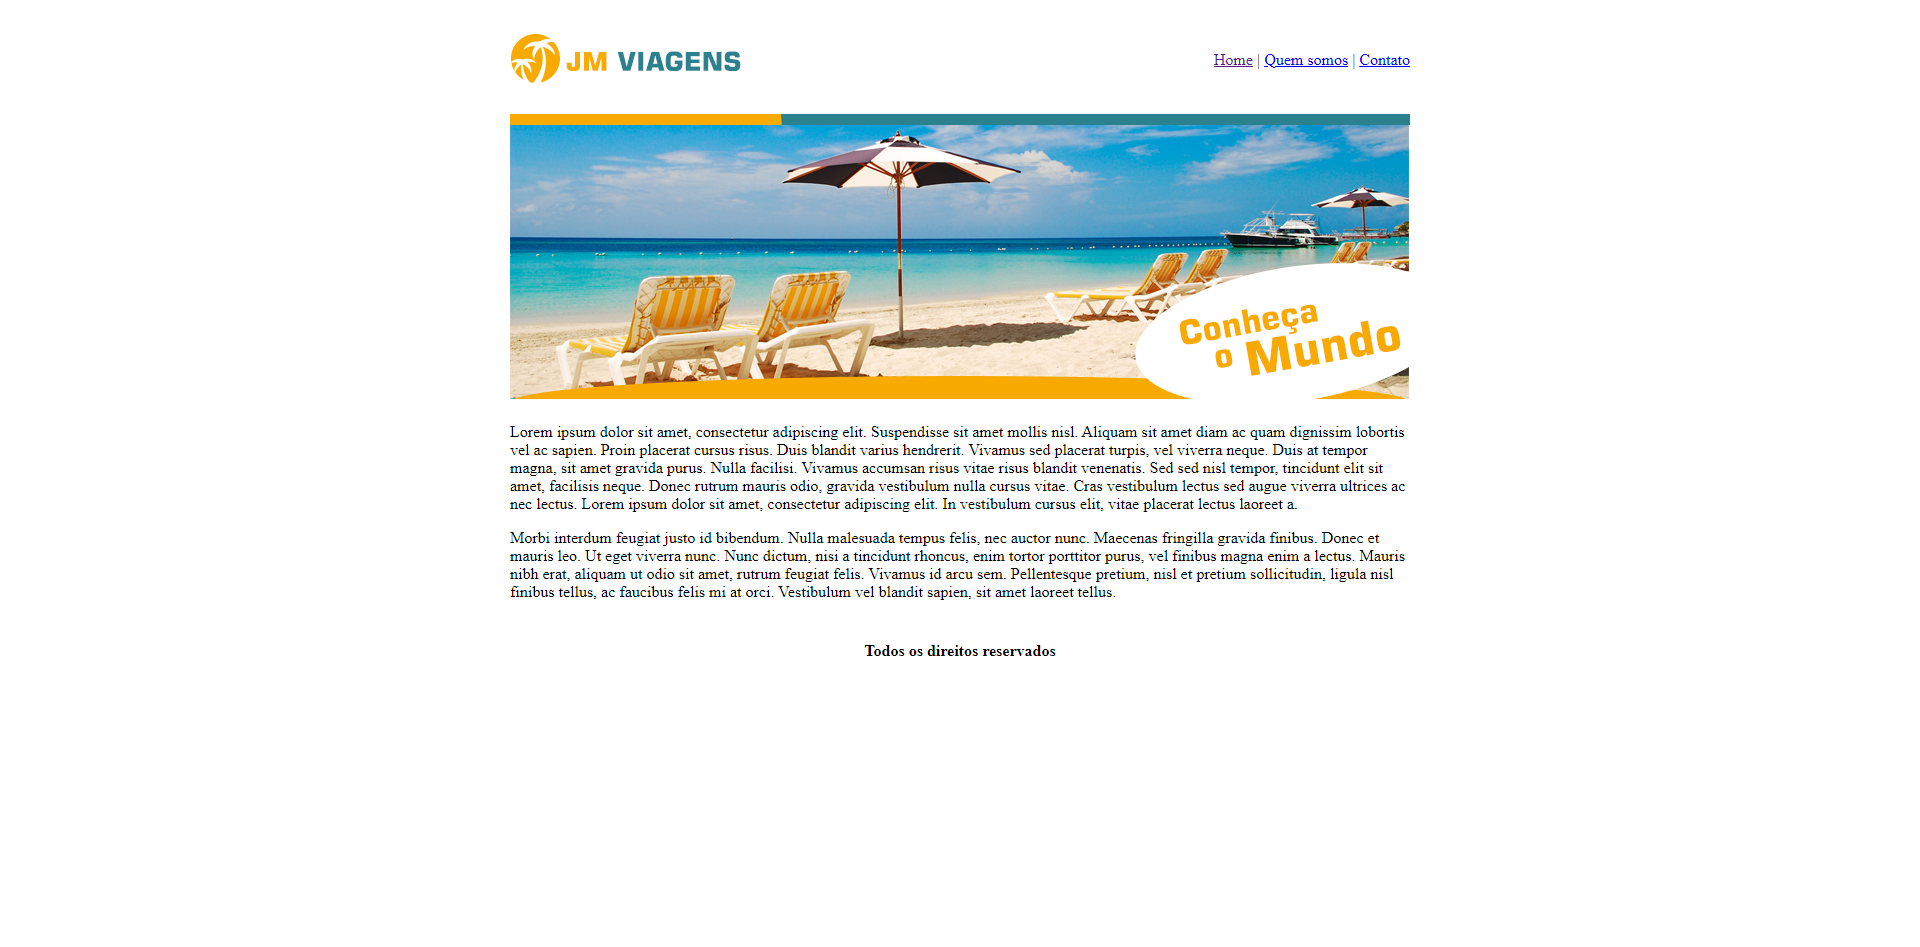 JM VIAGENS
Home | Quem somos | Contato
Conheça
o Mundo
Lorem ipsum dolor sit amet, consectetur adipiscing elit. Suspendisse sit amet mollis nisl. Aliquam sit amet diam ac quam dignissim lobortis
vel ac sapien. Proin placerat cursus risus. Duis blandit varius hendrerit. Vivamus sed placerat turpis, vel viverra neque. Duis at tempor
magna, sit amet gravida purus. Nulla facilisi. Vivamus accumsan risus vitae risus blandit venenatis. Sed sed nisl tempor, tincidunt elit sit
amet, facilisis neque. Donec rutrum mauris odio, gravida vestibulum nulla cursus vitae. Cras vestibulum lectus sed augue viverra ultrices ac
nec lectus. Lorem ipsum dolor sit amet, consectetur adipiscing elit. In vestibulum cursus elit, vitae placerat lectus laoreet a.
Morbi interdum feugiat justo id bibendum. Nulla malesuada tempus felis, nec auctor nunc. Maecenas fringilla gravida finibus. Donec et
mauris leo. Ut eget viverra nunc. Nunc dictum, nisi a tincidunt rhoncus, enim tortor porttitor purus, vel finibus magna enim a lectus. Mauris
nibh erat, aliquam ut odio sit amet, rutrum feugiat felis. Vivamus id arcu sem. Pellentesque pretium, nisl et pretium sollicitudin, ligula nisl
finibus tellus, ac faucibus felis mi at orci. Vestibulum vel blandit sapien, sit amet laoreet tellus.
Todos os direitos reservados